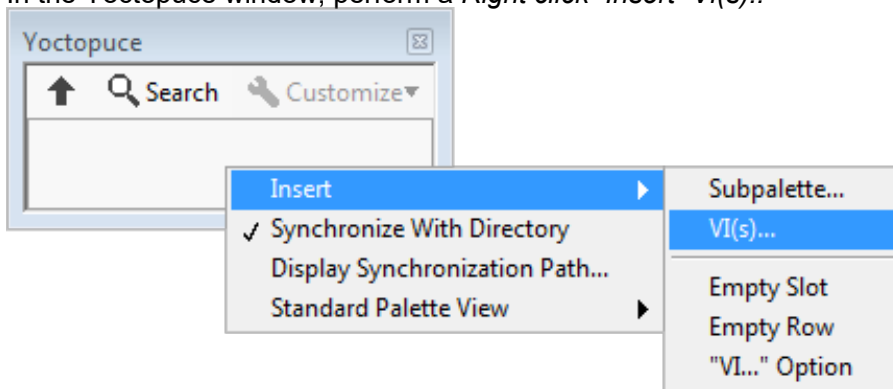 In the Yoctopuce window, perform a Right click -Insert -VI(s)..
Yoctopuce
Search Customize
Insert
Synchronize With Directory
Display Synchronization Path...
Standard Palette View
Subpalette...
VI(s)...
Empty Slot
Empty Row
"VI..." Option